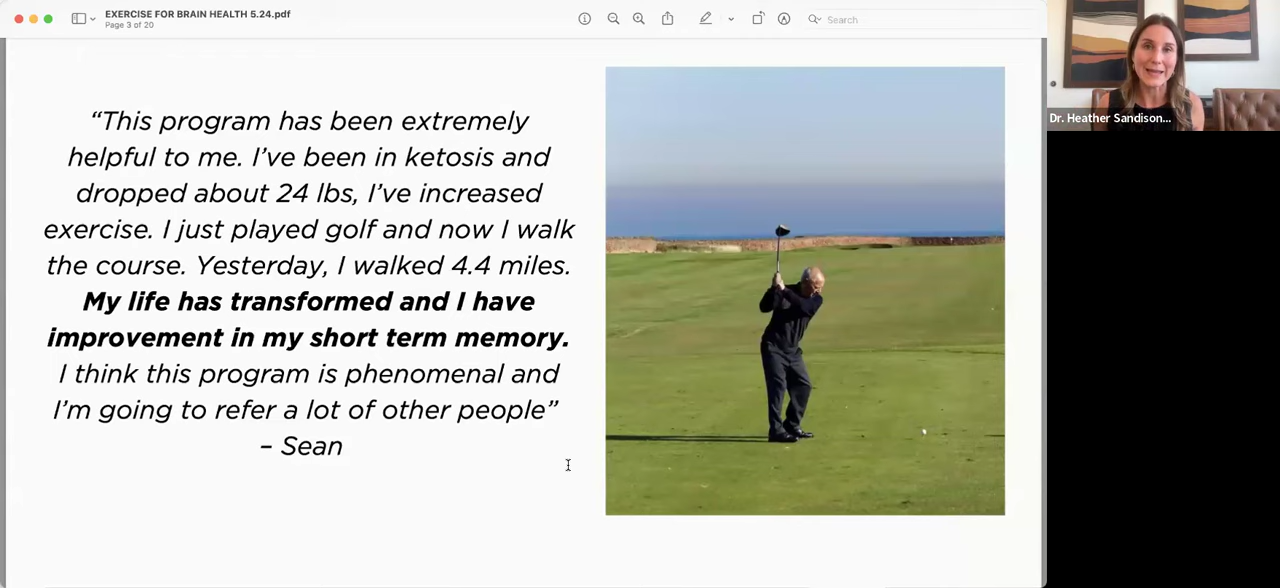 EXERCISE FOR BRAIN HEALTH 5.24.pdf
Page 3 of 20
Search
“This program has been extremely
helpful to me. I’ve been in ketosis and
dropped about 24 lbs, I’ve increased
exercise. I just played golf and now I walk
the course. Yesterday, I walked 4.4 miles.
My life has transformed and I have
improvement in my short term memory.
I think this program is phenomenal and
I’m going to refer a lot of other people”
– Sean
Dr. Heather Sandison...